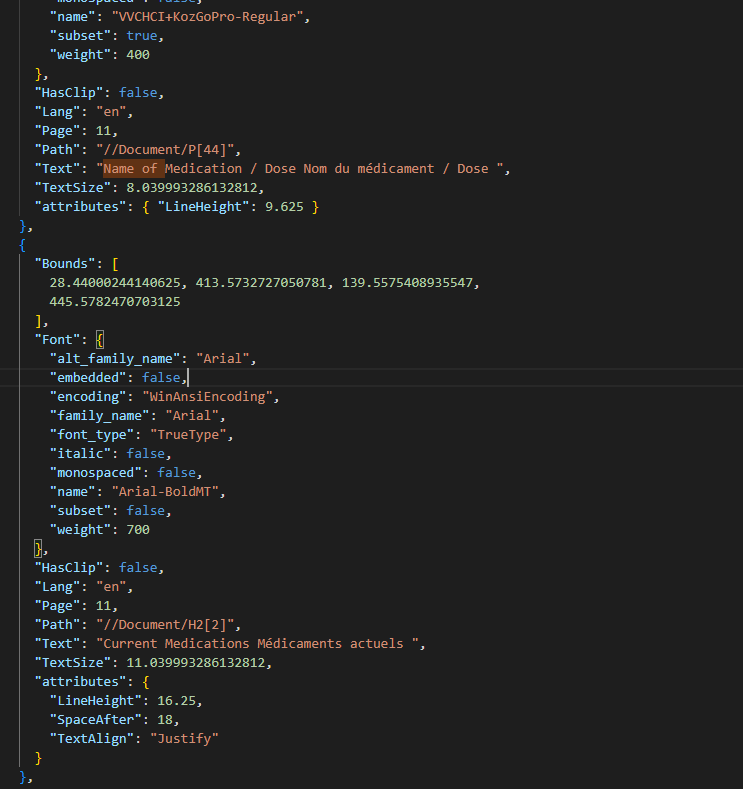 "name": "VVCHCI+KozGoPro-Regular",
"subset": true,
"weight": 400
},
"HasClip": false,
"Lang": "en",
"Page": 11,
"Path": "//Document/P[44]",
"Text": "Name of Medication / Dose Nom du médicament / Dose ",
"TextSize": 8.039993286132812,
"attributes": { "LineHeight": 9.625 }
},
{
"Bounds": [
28.44000244140625, 413.5732727050781, 139.5575408935547,
445.5782470703125
],
"Font": {
"alt_family_name": "Arial",
"embedded": false,
"encoding": "WinAnsiEncoding",
"family_name": "Arial",
"font_type": "TrueType",
"italic": false,
"monospaced": false,
"name": "Arial-BoldMT",
"subset": false,
"weight": 700
},
"HasClip": false,
"Lang": "en",
"Page": 11,
"Path": "//Document/H2[2]",
"Text": "Current Medications Médicaments actuels ",
"TextSize": 11.039993286132812,
"attributes": {
"LineHeight": 16.25,
"SpaceAfter": 18,
"TextAlign": "Justify"
}
},